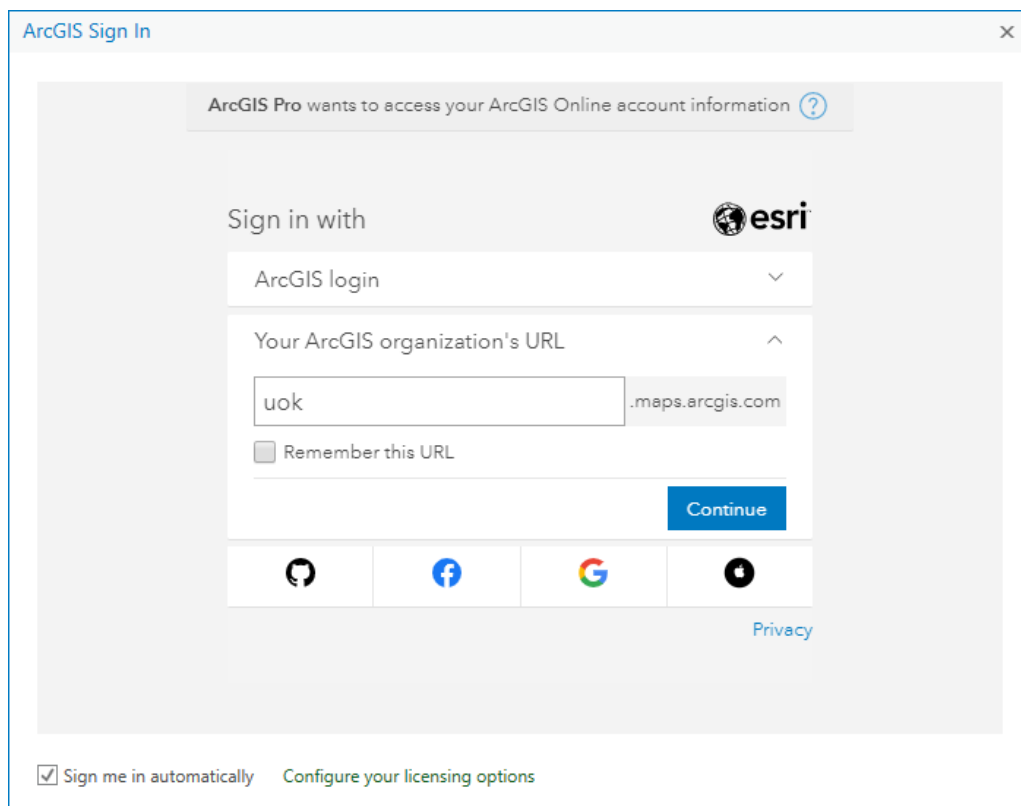 ArcGIS Sign In
ArcGIS Pro wants to access your ArcGIS Online account information ?
Sign in with
esri
ArcGIS login
Your ArcGIS organization's URL
uok .maps.arcgis.com
Remember this URL
Continue
Privacy
Sign me in automatically Configure your licensing options